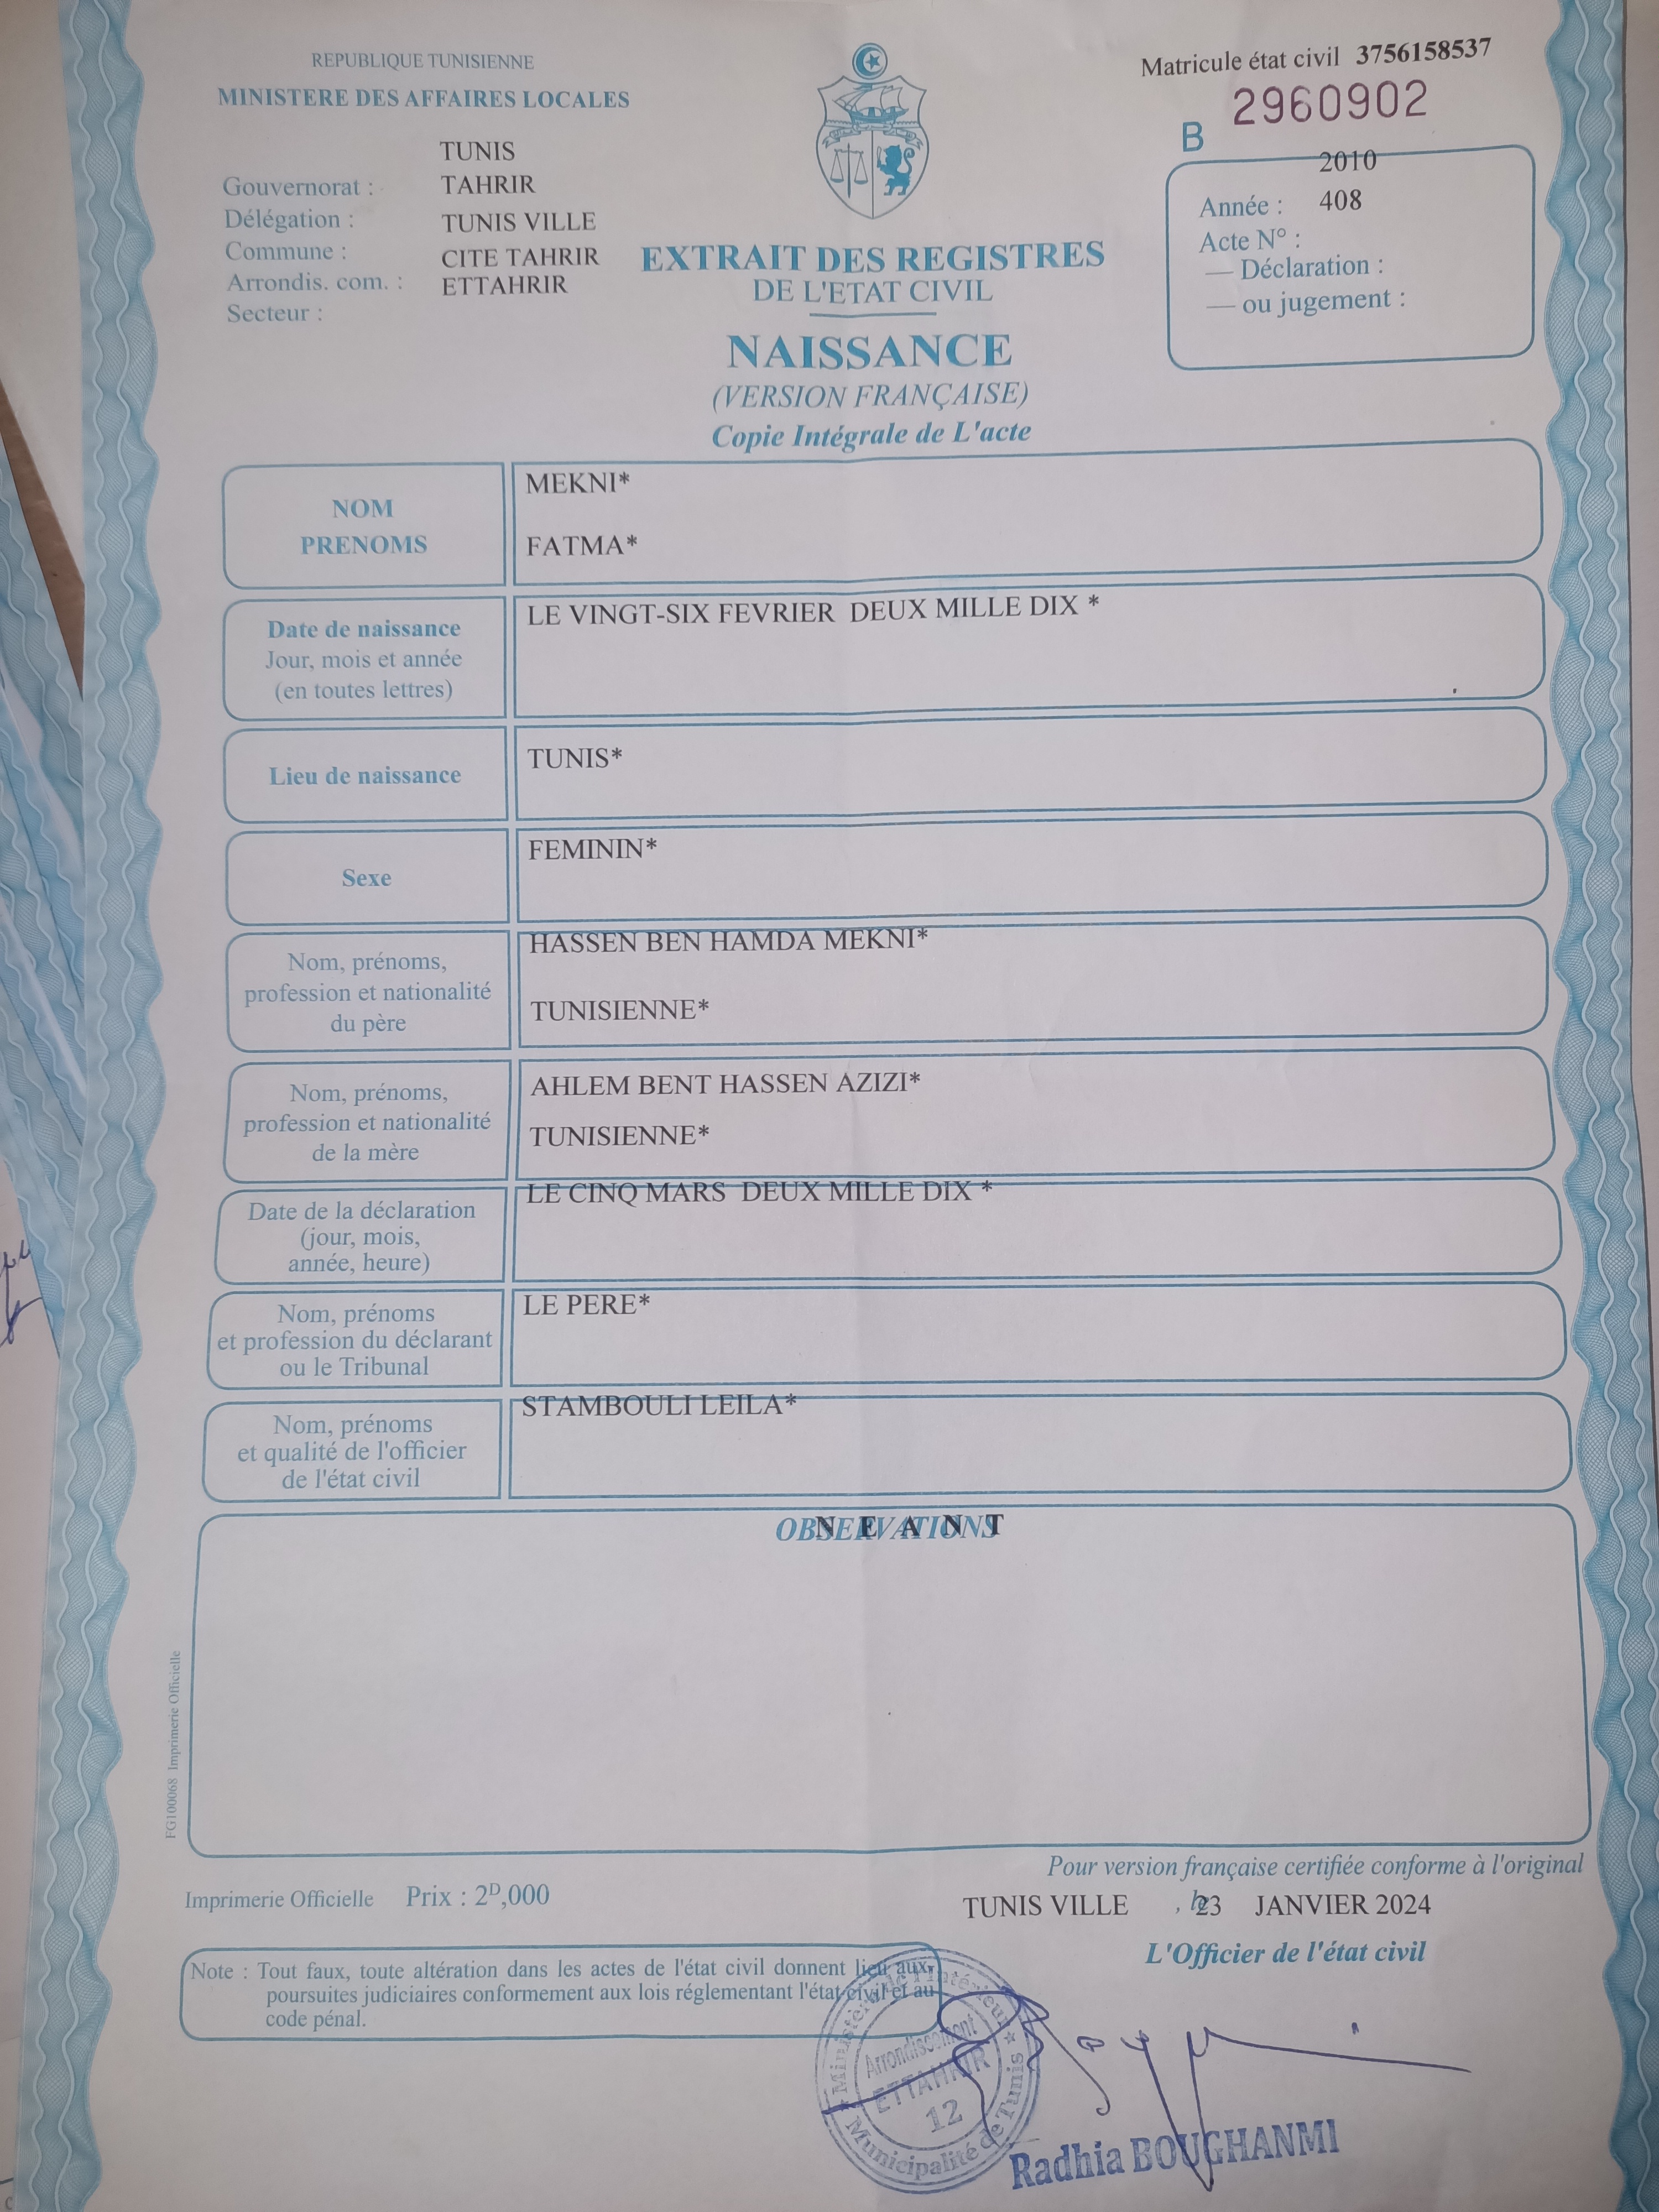 REPUBLIQUE TUNISIENNE
MINISTERE DES AFFAIRES LOCALES
Matricule état civil 3756158537
B 2960902
TUNIS
Gouvernorat : TAHRIR
Délégation : TUNIS VILLE
Commune : CITE TAHRIR
Arrondis. com. : ETTAHRIR
Secteur :
2010
Année : 408
Acte N° :
— Déclaration :
— ou jugement :
EXTRAIT DES REGISTRES
DE L'ETAT CIVIL
NAISSANCE
(VERSION FRANÇAISE)
Copie Intégrale de L'acte
NOM
PRENOMS
MEKNI*
FATMA*
Date de naissance
Jour, mois et année
(en toutes lettres)
LE VINGT-SIX FEVRIER DEUX MILLE DIX *
Lieu de naissance
TUNIS*
Sexe
FEMININ*
Nom, prénoms,
profession et nationalité
du père
HASSEN BEN HAMDA MEKNI*
TUNISIENNE*
Nom, prénoms,
profession et nationalité
de la mère
AHLEM BENT HASSEN AZIZI*
TUNISIENNE*
Date de la déclaration
(jour, mois,
année, heure)
LE CINQ MARS DEUX MILLE DIX *
Nom, prénoms
et profession du déclarant
ou le Tribunal
LE PERE*
Nom, prénoms
et qualité de l'officier
de l'état civil
STAMBOULI LEILA*
OBSERVATIONS
N E A N T
FG100068 Imprimerie Officielle
Pour version française certifiée conforme à l'original
Imprimerie Officielle Prix : 2D,000
TUNIS VILLE , le 23 JANVIER 2024
L'Officier de l'état civil
Note : Tout faux, toute altération dans les actes de l'état civil donnent lieu aux
poursuites judiciaires conformement aux lois réglementant l'état civil et au
code pénal.
Ministère de l'intérieur
Arrondissement
ETTAHRIR
12
Municipalité de Tunis
Radhia BOUGHANMI